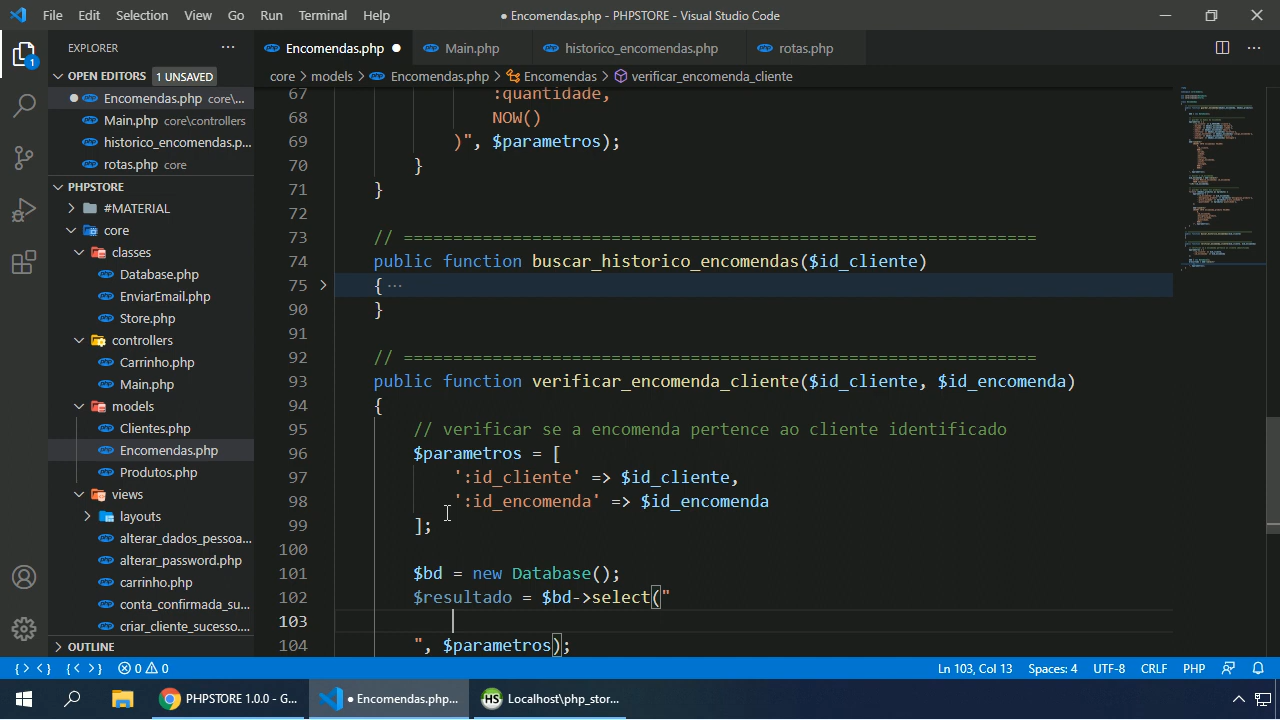 File Edit Selection View Go Run Terminal Help
● Encomendas.php - PHPSTORE - Visual Studio Code
EXPLORER ···
Encomendas.php ● Main.php historico_encomendas.php rotas.php
OPEN EDITORS 1 UNSAVED
core > models > Encomendas.php > Encomendas > verificar_encomenda_cliente
● Encomendas.php core\...
Main.php core\controllers
historico_encomendas.p...
rotas.php core
PHPSTORE
#MATERIAL
core
classes
Database.php
EnviarEmail.php
Store.php
controllers
Carrinho.php
Main.php
models
Clientes.php
Encomendas.php
Produtos.php
views
layouts
alterar_dados_pessoa...
alterar_password.php
carrinho.php
conta_confirmada_su...
criar_cliente_sucesso....
OUTLINE
67 :quantidade,
68 NOW()
69 )", $parametros);
70 }
71 }
72
73 // ================================================================
74 public function buscar_historico_encomendas($id_cliente)
75 { ···
90 }
91
92 // ================================================================
93 public function verificar_encomenda_cliente($id_cliente, $id_encomenda)
94 {
95 // verificar se a encomenda pertence ao cliente identificado
96 $parametros = [
97 ':id_cliente' => $id_cliente,
98 ':id_encomenda' => $id_encomenda
99 ];
100
101 $bd = new Database();
102 $resultado = $bd->select("
103
104 ", $parametros);
1
{> <} {< >} 0 0
Ln 103, Col 13 Spaces: 4 UTF-8 CRLF PHP
PHPSTORE 1.0.0 - G...
● Encomendas.php...
HS Localhost\php_stor...